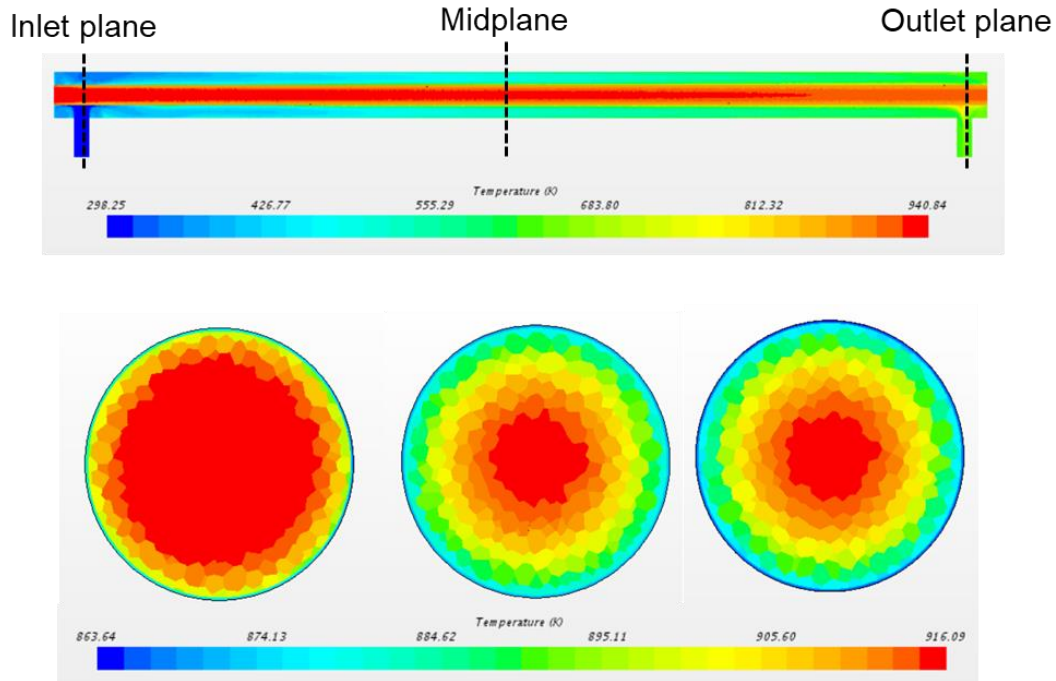 Inlet plane
Midplane
Outlet plane
Temperature (K)
298.25 426.77 555.29 683.80 812.32 940.84
Temperature (K)
863.64 874.13 884.62 895.11 905.60 916.09